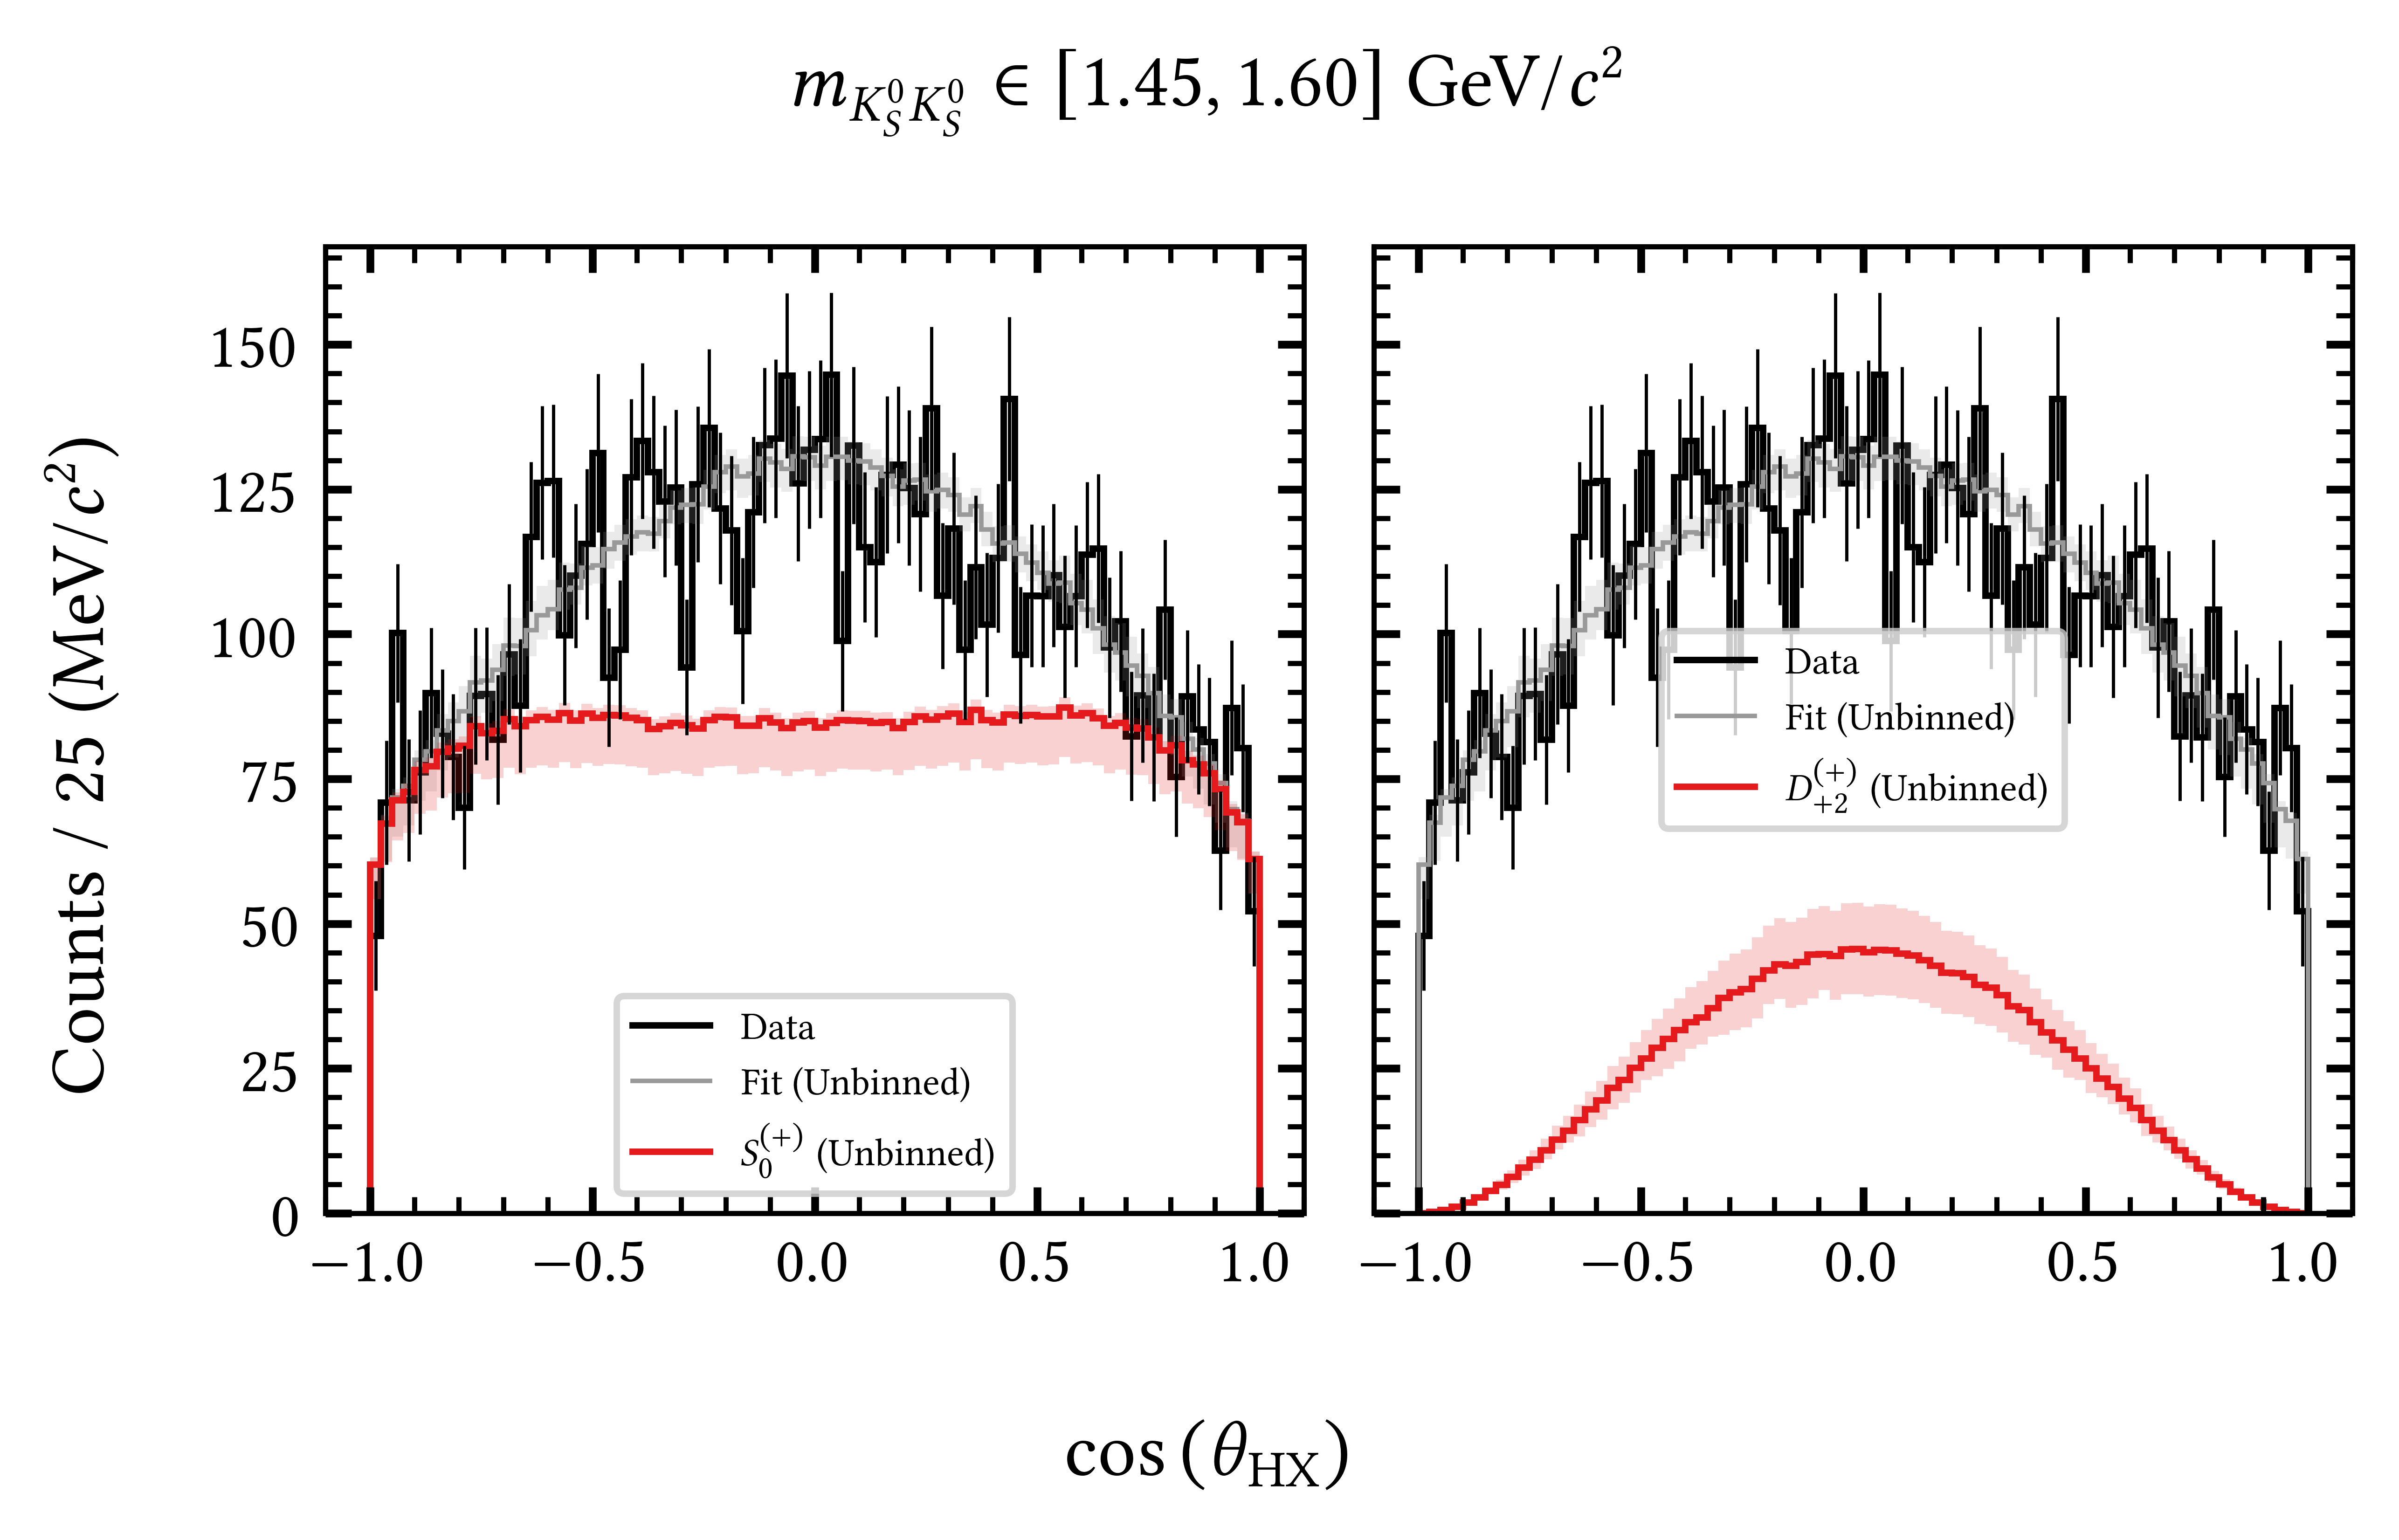 m_{K_S^0 K_S^0} ∈ [1.45, 1.60] GeV/c²
Counts / 25 (MeV/c²)
150
125
100
75
50
25
0
Data
Fit (Unbinned)
S_0^{(+)} (Unbinned)
Data
Fit (Unbinned)
D_{+2}^{(+)} (Unbinned)
−1.0 −0.5 0.0 0.5 1.0
−1.0 −0.5 0.0 0.5 1.0
cos (θ_HX)